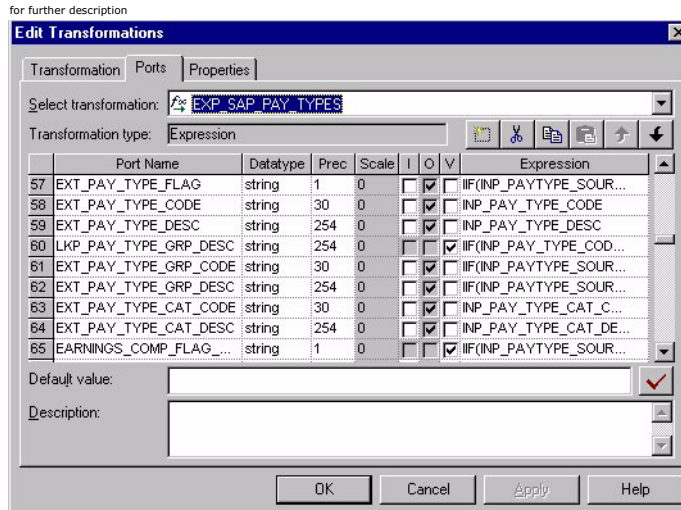 for further description
Edit Transformations
Transformation Ports Properties
Select transformation: EXP_SAP_PAY_TYPES
Transformation type: Expression
Port Name Datatype Prec Scale I O V Expression
57 EXT_PAY_TYPE_FLAG string 1 0 IIF(INP_PAYTYPE_SOUR...
58 EXT_PAY_TYPE_CODE string 30 0 INP_PAY_TYPE_CODE
59 EXT_PAY_TYPE_DESC string 254 0 INP_PAY_TYPE_DESC
60 LKP_PAY_TYPE_GRP_DESC string 254 0 IIF(INP_PAY_TYPE_COD...
61 EXT_PAY_TYPE_GRP_CODE string 30 0 IIF(INP_PAYTYPE_SOUR...
62 EXT_PAY_TYPE_GRP_DESC string 254 0 IIF(INP_PAYTYPE_SOUR...
63 EXT_PAY_TYPE_CAT_CODE string 30 0 INP_PAY_TYPE_CAT_C...
64 EXT_PAY_TYPE_CAT_DESC string 254 0 INP_PAY_TYPE_CAT_DE...
65 EARNINGS_COMP_FLAG_... string 1 0 IIF(INP_PAYTYPE_SOUR...
Default value:
Description:
OK Cancel Apply Help